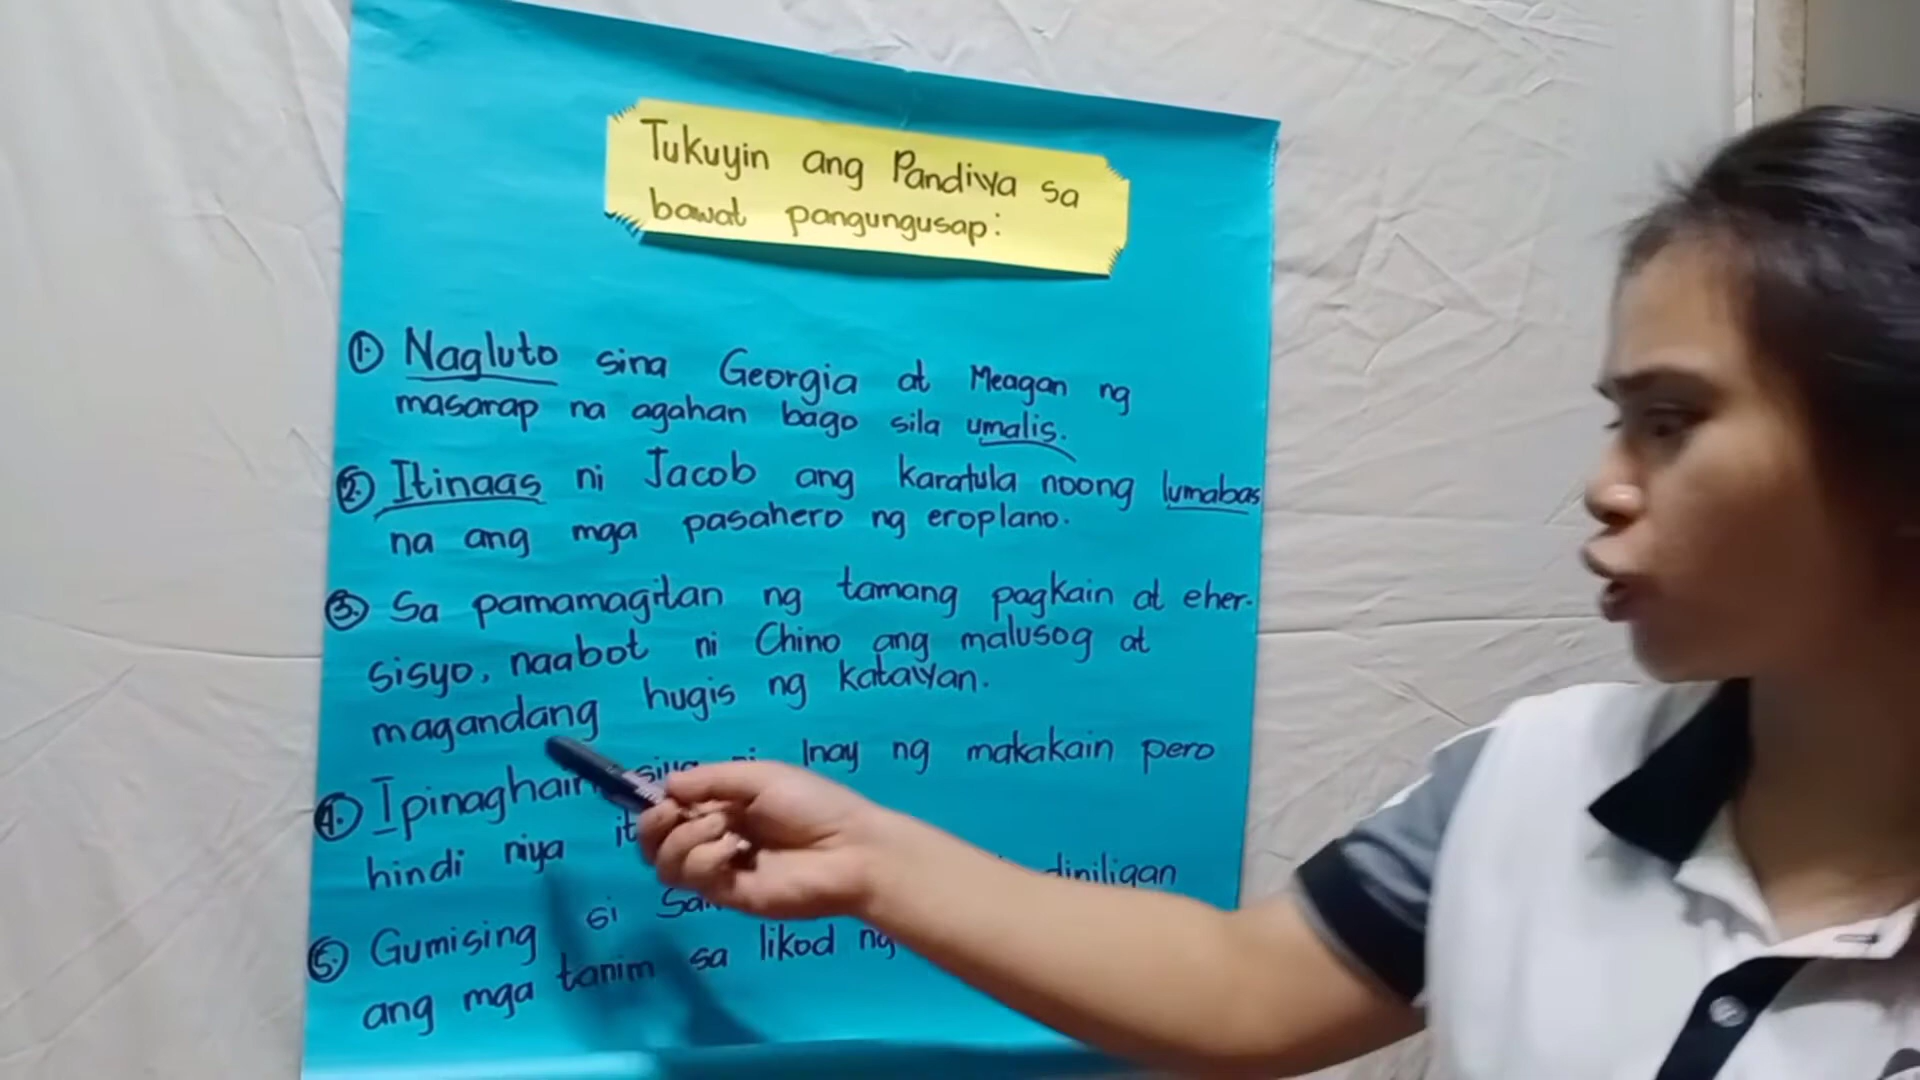 Tukuyin ang Pandiwa sa
bawat pangungusap:
1. Nagluto sina Georgia at Meagan ng
masarap na agahan bago sila umalis.
2. Itinaas ni Jacob ang karatula noong lumabas
na ang mga pasahero ng eroplano.
3. Sa pamamagitan ng tamang pagkain at eher-
sisyo, naabot ni Chino ang malusog at
magandang hugis ng katawan.
4. Ipinaghain siya ni Inay ng makakain pero
hindi niya
5. Gumising si diniligan
ang mga tanim sa likod ng